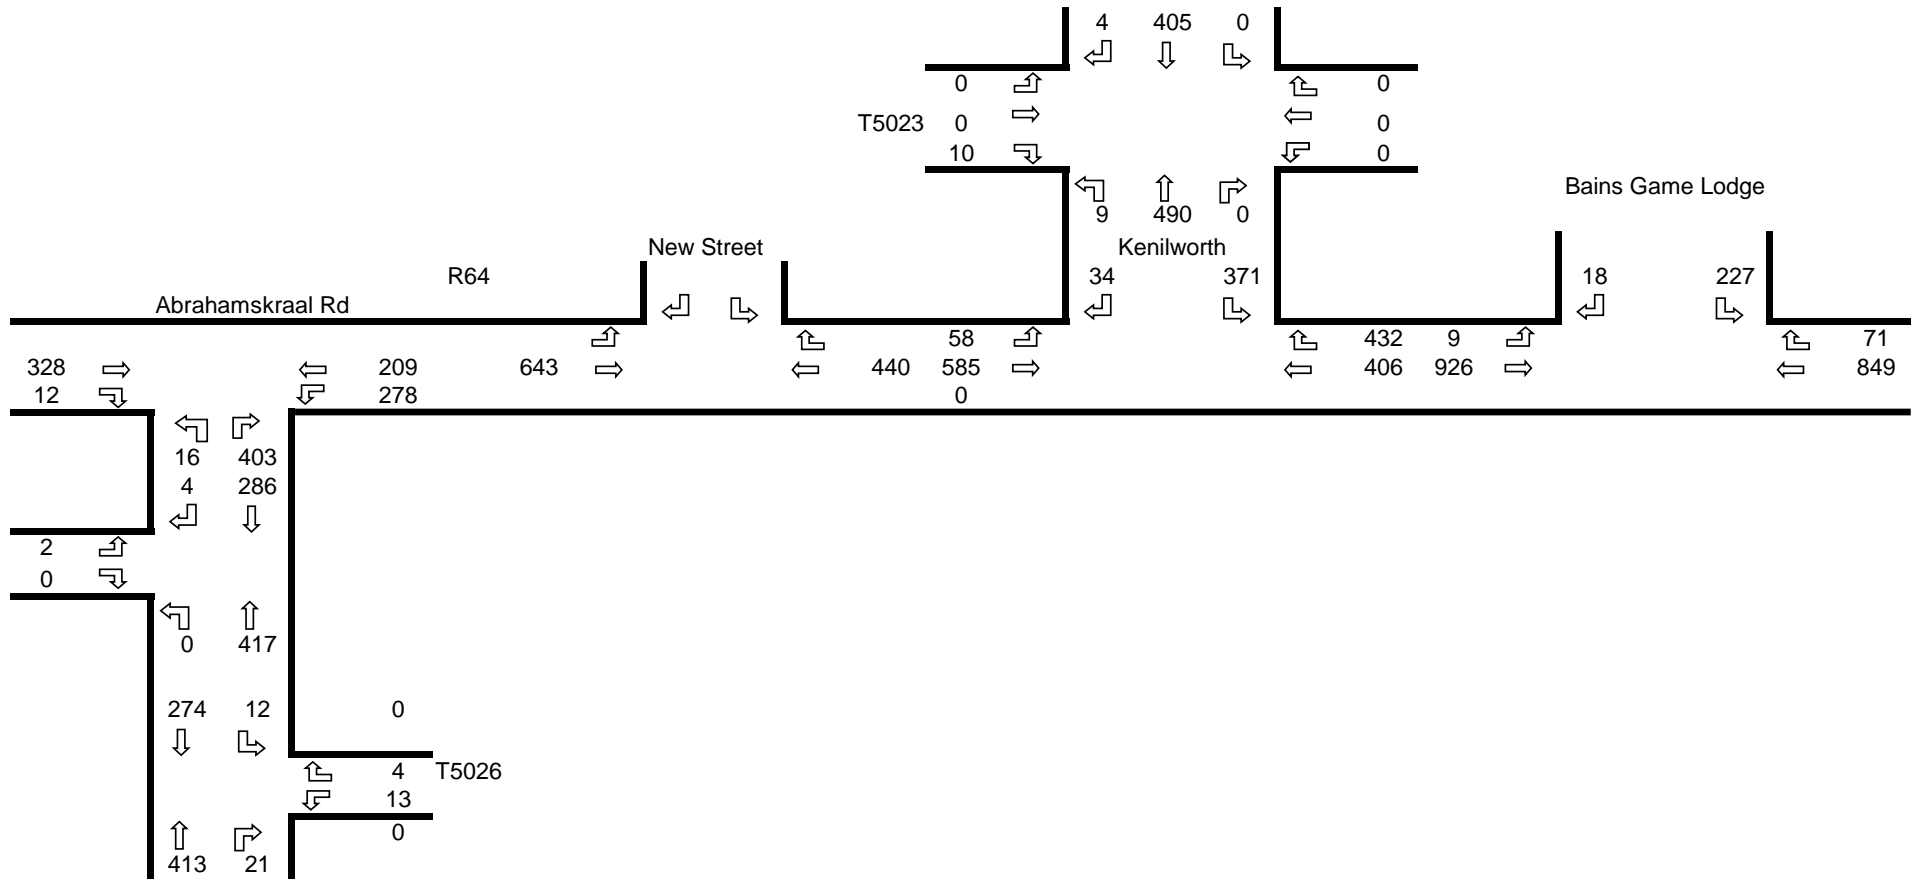 4 405 0
0 0
T5023 0 0
10 0
Bains Game Lodge
9 490 0
New Street Kenilworth
R64 34 371 18 227
Abrahamskraal Rd
58 432 9 71
328 209 643 440 585 406 926 849
12 278 0
16 403
4 286
2
0
0 417
274 12 0
4 T5026
13
0
413 21